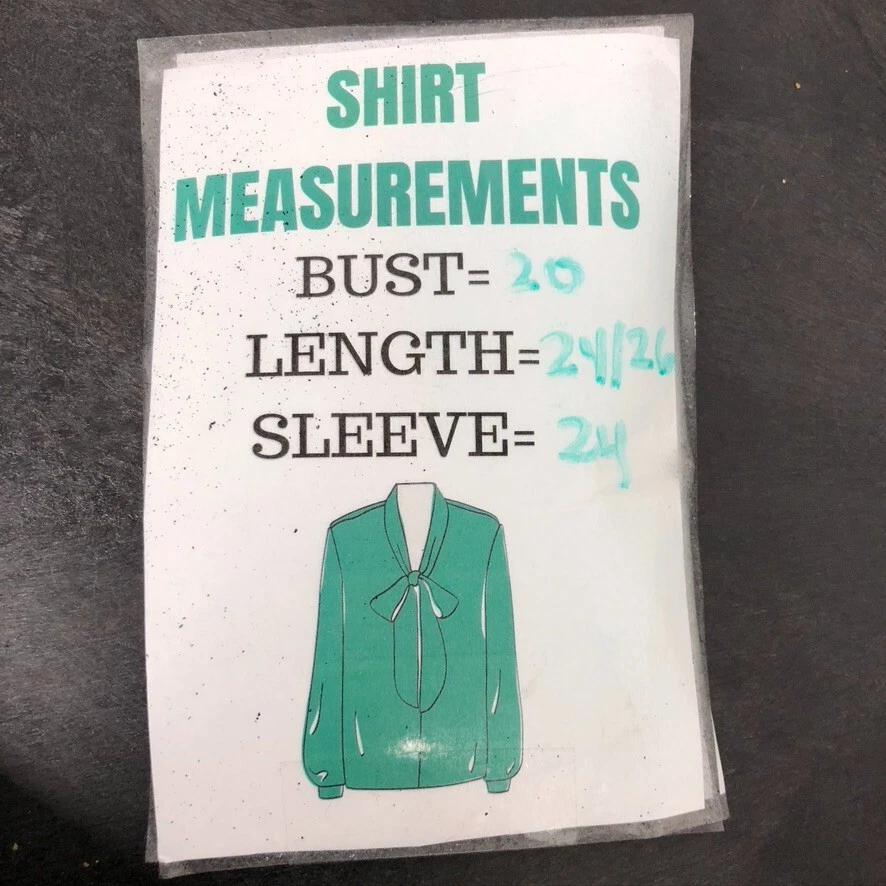 SHIRT
MEASUREMENTS
BUST= 20
LENGTH=24/26
SLEEVE= 24